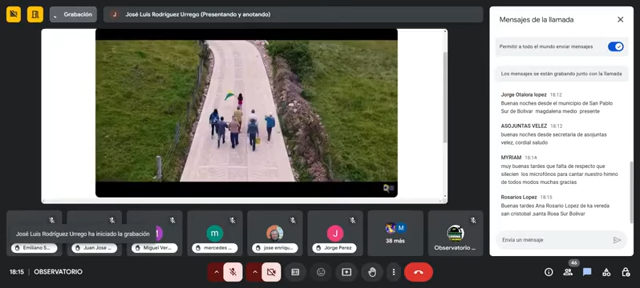 Grabación
José Luis Rodríguez Urrego (Presentando y anotando)
Mensajes de la llamada
Permitir a todo el mundo enviar mensajes
Los mensajes se están grabando junto con la llamada
Jorge Otalora lopez 18:12
Buenas noches desde el municipio de San Pablo
Sur de Bolivar magdalena medio presente
ASOJUNTAS VELEZ 18:12
buenas noches desde secretaria de asojuntas
velez, cordial saludo
MYRIAM 18:14
muy buenas tardes que falta de respeto que
silecien los micrófonos para cantar nuestro himno
de todos modos muchas gracias
Rosarios Lopez 18:15
Buenas tardes Ana Rosario Lopez de ka vereda
san cristobal .santa Rosa Sur Bolivar
Envía un mensaje
José Luis Rodríguez Urrego ha iniciado la grabación
Emiliano S...
Juan Jose ...
Miguel Ver...
mercedes ...
jose enriqu...
Jorge Perez
38 más
Observatorio ...
18:15 | OBSERVATORIO
46